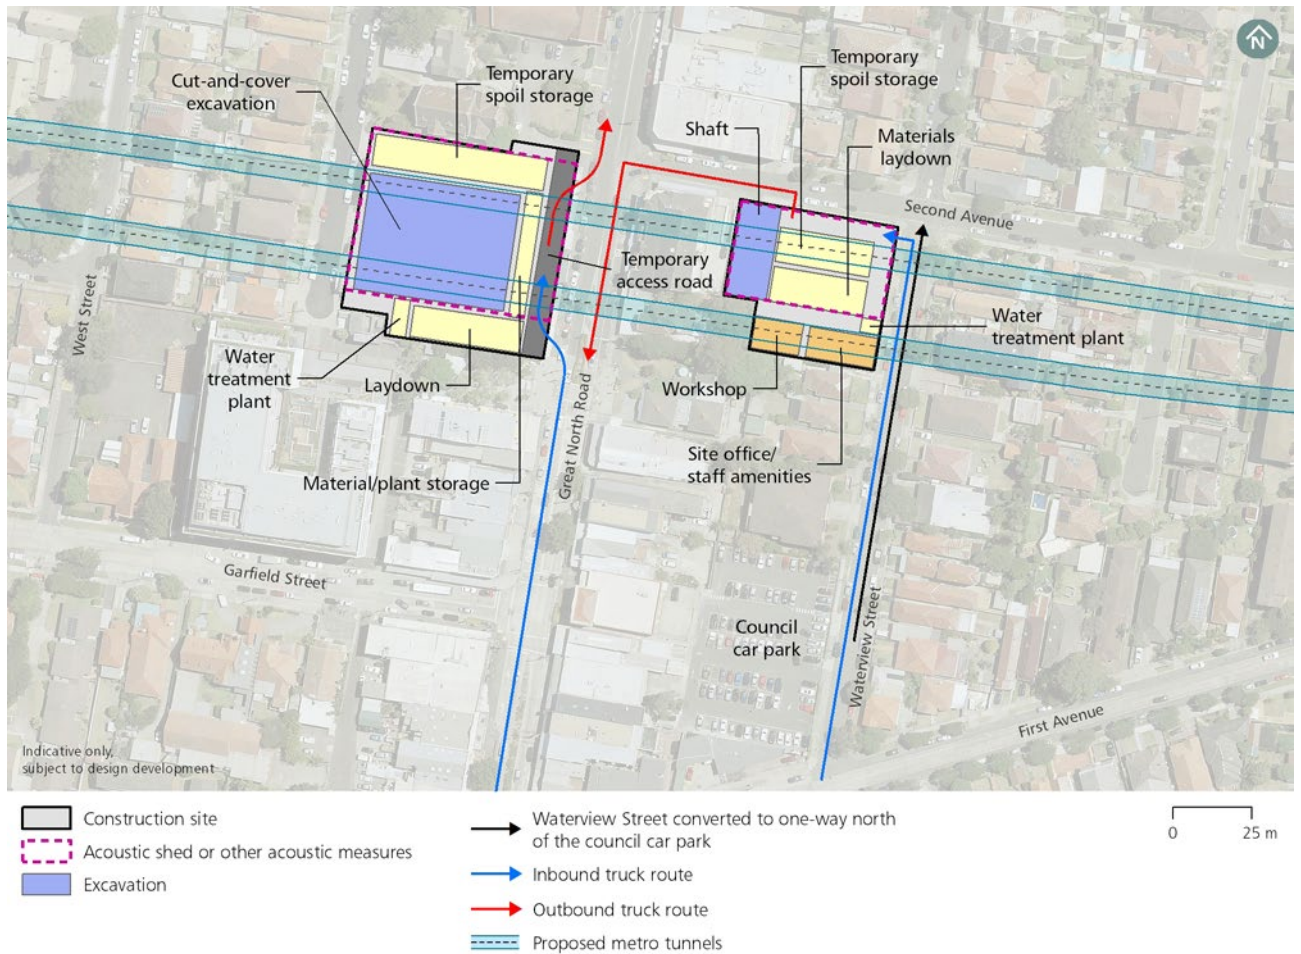 N
Cut-and-cover
excavation
Temporary
spoil storage
Temporary
spoil storage
Shaft
Materials
laydown
Second Avenue
Temporary
access road
West Street
Water
treatment
plant
Laydown
Water
treatment plant
Workshop
Great North Road
Material/plant storage
Site office/
staff amenities
Garfield Street
Council
car park
Waterview Street
First Avenue
Indicative only,
subject to design development
Construction site
Acoustic shed or other acoustic measures
Excavation
Waterview Street converted to one-way north
of the council car park
Inbound truck route
Outbound truck route
Proposed metro tunnels
0 25 m